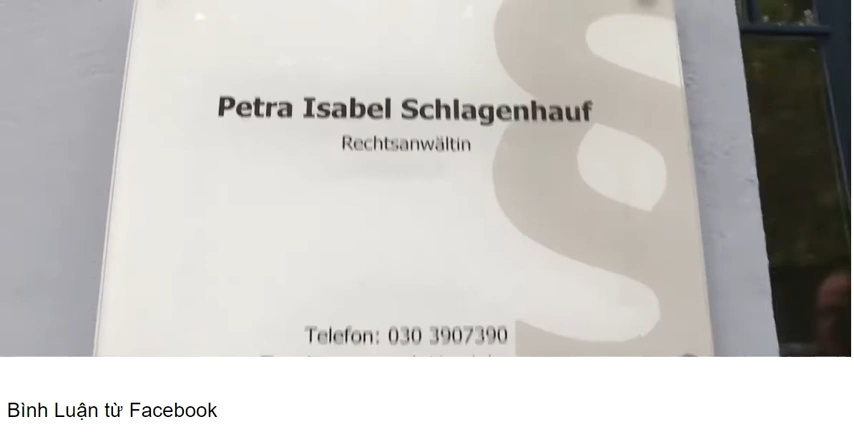 Petra Isabel Schlagenhauf
Rechtsanwältin
Telefon: 030 3907390
Bình Luận từ Facebook